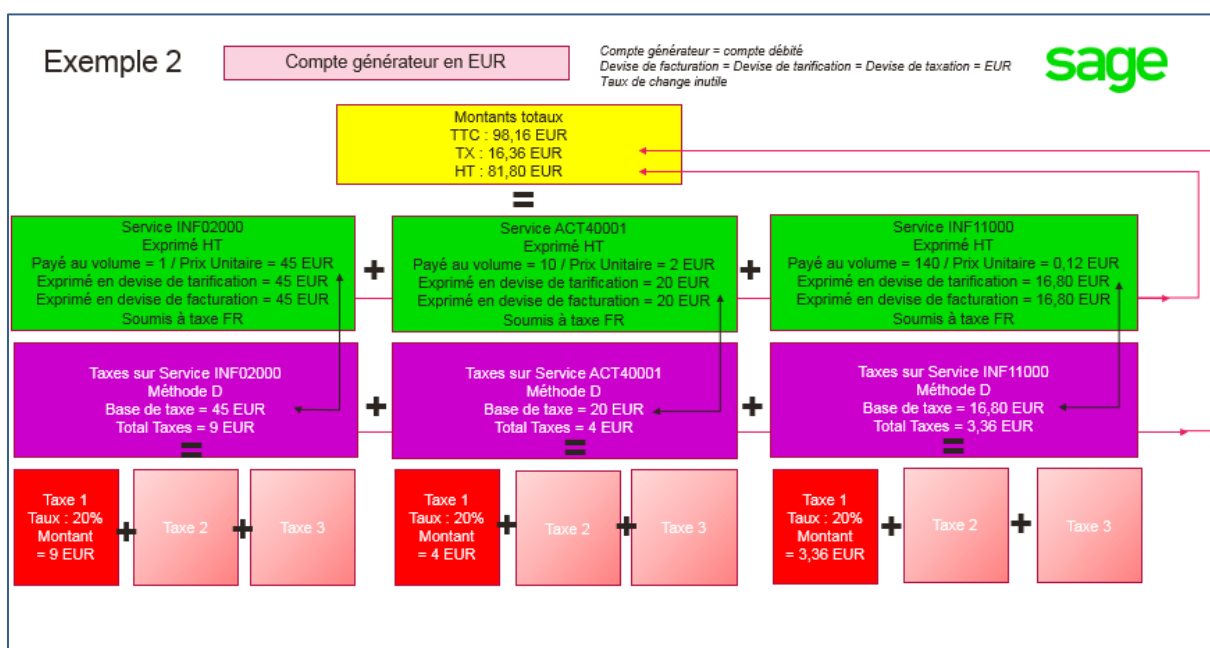 Exemple 2
Compte générateur en EUR
Compte générateur = compte débité
Devise de facturation = Devise de tarification = Devise de taxation = EUR
Taux de change inutile
sage
Montants totaux
TTC : 98,16 EUR
TX : 16,36 EUR
HT : 81,80 EUR
=
Service INF02000
Exprimé HT
Payé au volume = 1 / Prix Unitaire = 45 EUR
Exprimé en devise de tarification = 45 EUR
Exprimé en devise de facturation = 45 EUR
Soumis à taxe FR
+
Service ACT40001
Exprimé HT
Payé au volume = 10 / Prix Unitaire = 2 EUR
Exprimé en devise de tarification = 20 EUR
Exprimé en devise de facturation = 20 EUR
Soumis à taxe FR
+
Service INF11000
Exprimé HT
Payé au volume = 140 / Prix Unitaire = 0,12 EUR
Exprimé en devise de tarification = 16,80 EUR
Exprimé en devise de facturation = 16,80 EUR
Soumis à taxe FR
Taxes sur Service INF02000
Méthode D
Base de taxe = 45 EUR
Total Taxes = 9 EUR
=
+
Taxes sur Service ACT40001
Méthode D
Base de taxe = 20 EUR
Total Taxes = 4 EUR
=
+
Taxes sur Service INF11000
Méthode D
Base de taxe = 16,80 EUR
Total Taxes = 3,36 EUR
=
Taxe 1
Taux : 20%
Montant
= 9 EUR
+
Taxe 2
+
Taxe 3
Taxe 1
Taux : 20%
Montant
= 4 EUR
+
Taxe 2
+
Taxe 3
Taxe 1
Taux : 20%
Montant
= 3,36 EUR
+
Taxe 2
+
Taxe 3